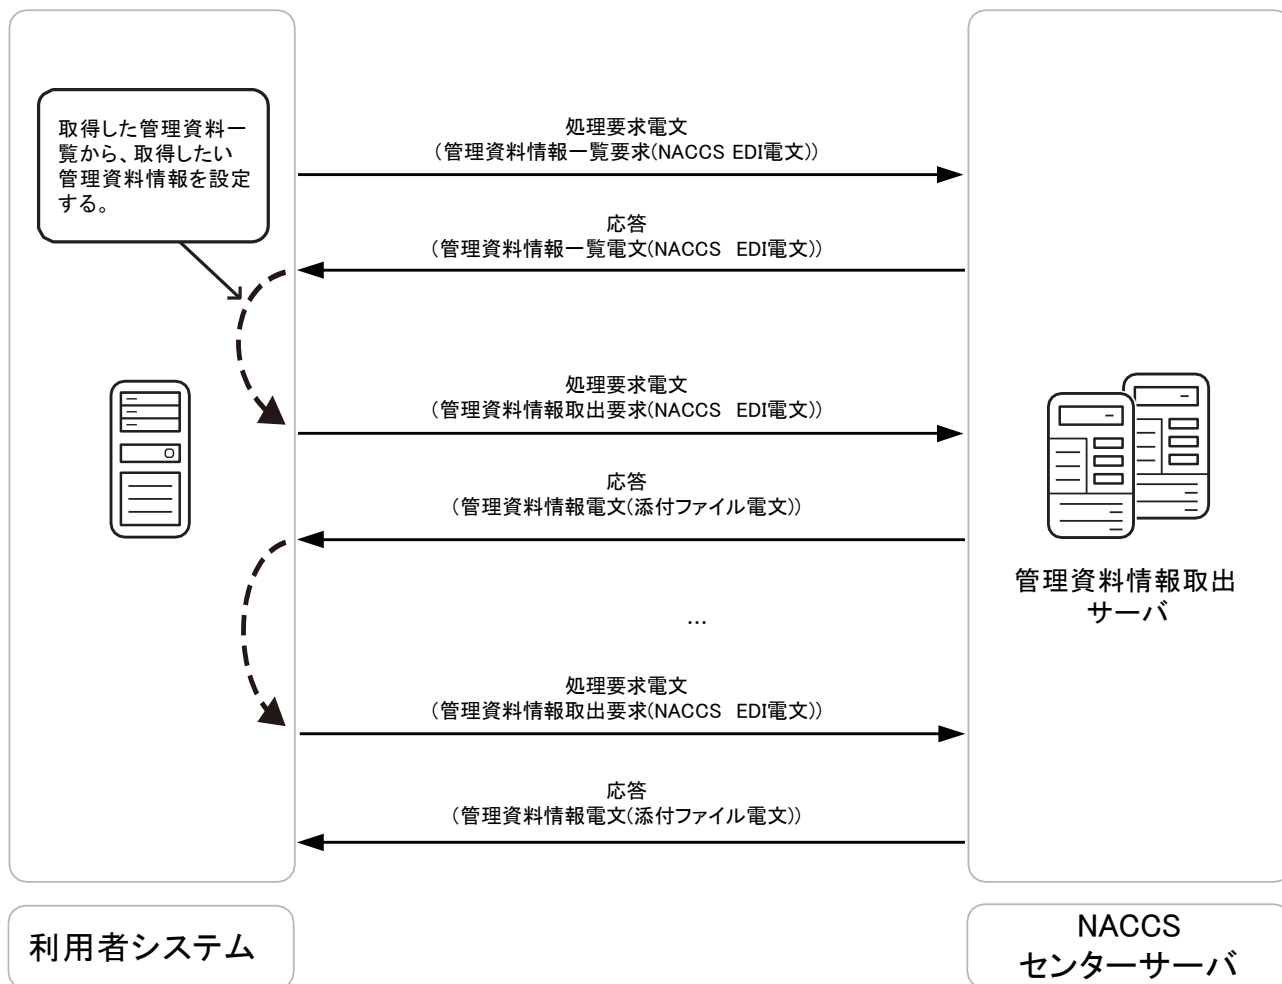 取得した管理資料一
覧から、取得したい
管理資料情報を設定
する。
処理要求電文
(管理資料情報一覧要求(NACCS EDI電文))
応答
(管理資料情報一覧電文(NACCS　EDI電文))
処理要求電文
(管理資料情報取出要求(NACCS　EDI電文))
応答
(管理資料情報電文(添付ファイル電文))
管理資料情報取出
サーバ
…
処理要求電文
(管理資料情報取出要求(NACCS　EDI電文))
応答
(管理資料情報電文(添付ファイル電文))
利用者システム
NACCS
センターサーバ